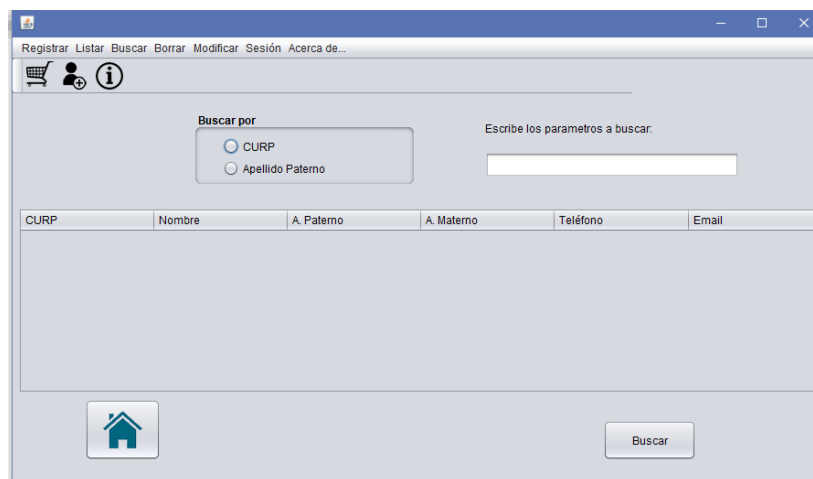 Registrar Listar Buscar Borrar Modificar Sesión Acerca de...
Buscar por
CURP
Apellido Paterno
Escribe los parametros a buscar:
CURP Nombre A. Paterno A. Materno Teléfono Email
Buscar